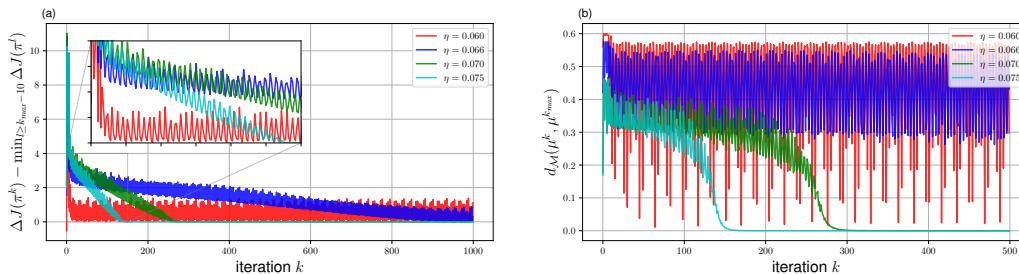 (a)
ΔJ(π^k) − min_{l≥k_max−10} ΔJ(π^l)
10
8
6
4
2
0
η = 0.060
η = 0.066
η = 0.070
η = 0.075
0 200 400 600 800 1000
iteration k
(b)
d_M(μ^k, μ^{k_max})
0.6
0.5
0.4
0.3
0.2
0.1
0.0
η = 0.060
η = 0.066
η = 0.070
η = 0.075
0 100 200 300 400 500
iteration k